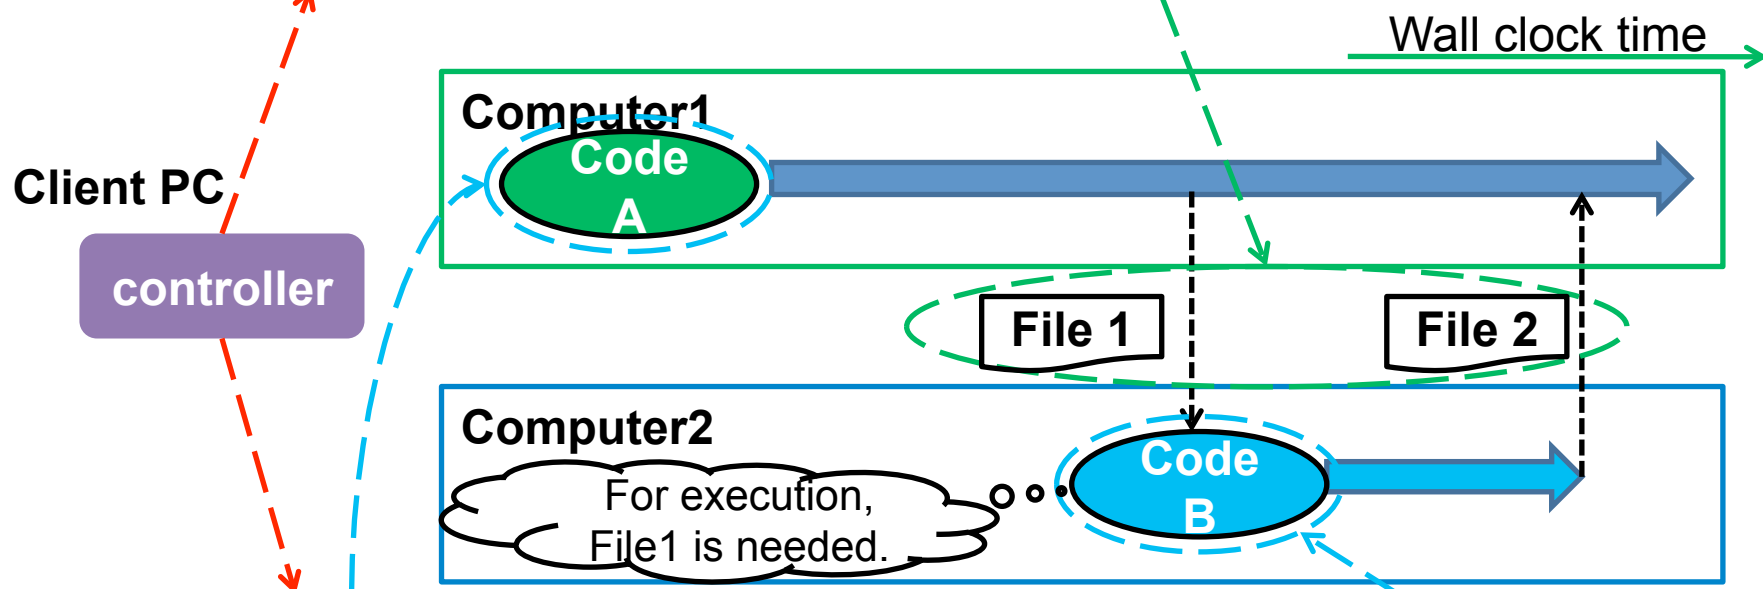 Wall clock time
Computer1
Code
A
Client PC
controller
File 1
File 2
Computer2
Code
B
For execution,
File1 is needed.